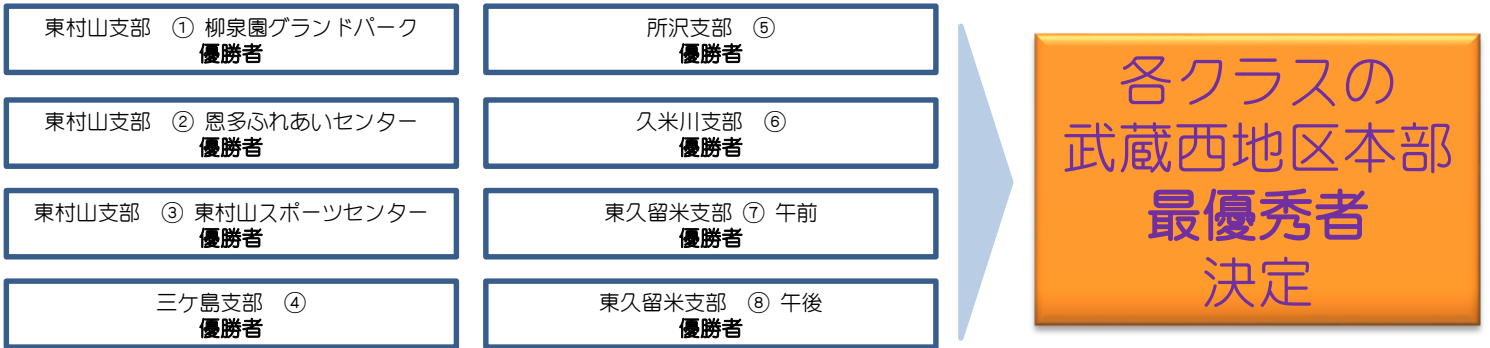 東村山支部　① 柳泉園グランドパーク
優勝者
東村山支部　② 恩多ふれあいセンター
優勝者
東村山支部　③ 東村山スポーツセンター
優勝者
三ケ島支部　④
優勝者
所沢支部　⑤
優勝者
久米川支部　⑥
優勝者
東久留米支部 ⑦ 午前
優勝者
東久留米支部　⑧ 午後
優勝者
各クラスの
武蔵西地区本部
最優秀者
決定